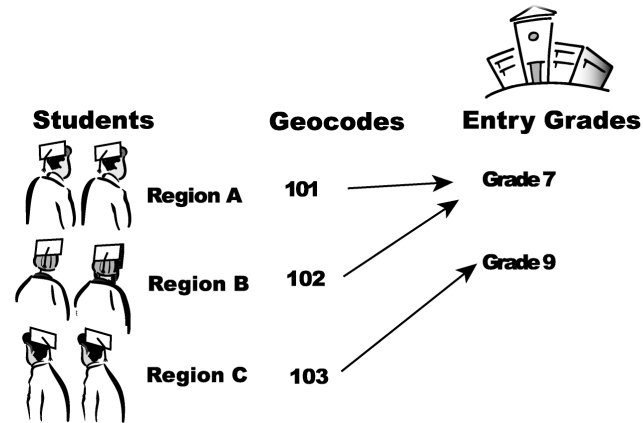 Students Geocodes Entry Grades
Region A 101 Grade 7
Region B 102 Grade 9
Region C 103